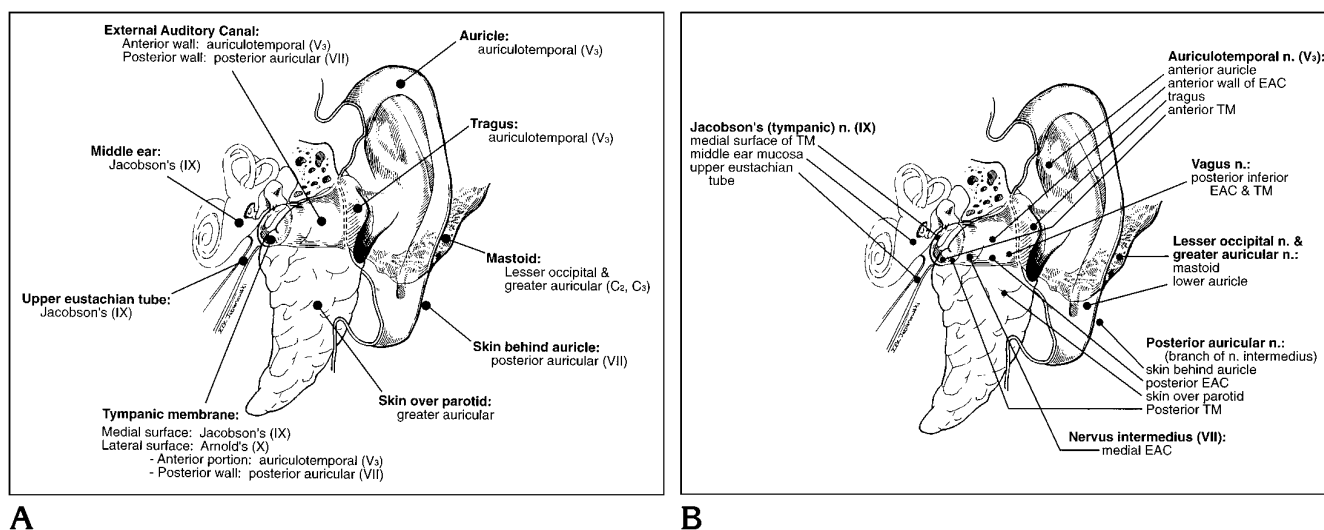 External Auditory Canal:
Anterior wall: auriculotemporal (V₃)
Posterior wall: posterior auricular (VII)
Auricle:
auriculotemporal (V₃)
Tragus:
auriculotemporal (V₃)
Middle ear:
Jacobson's (IX)
Mastoid:
Lesser occipital &
greater auricular (C₂, C₃)
Upper eustachian tube:
Jacobson's (IX)
Skin behind auricle:
posterior auricular (VII)
Skin over parotid:
greater auricular
Tympanic membrane:
Medial surface: Jacobson's (IX)
Lateral surface: Arnold's (X)
- Anterior portion: auriculotemporal (V₃)
- Posterior wall: posterior auricular (VII)
A
Auriculotemporal n. (V₃):
anterior auricle
anterior wall of EAC
tragus
anterior TM
Jacobson's (tympanic) n. (IX)
medial surface of TM
middle ear mucosa
upper eustachian
tube
Vagus n.:
posterior inferior
EAC & TM
Lesser occipital n. &
greater auricular n.:
mastoid
lower auricle
Posterior auricular n.:
(branch of n. intermedius)
skin behind auricle
posterior EAC
skin over parotid
Posterior TM
Nervus intermedius (VII):
medial EAC
B